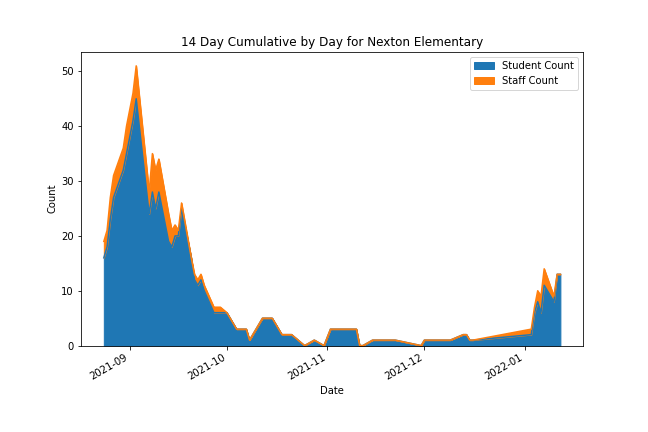 14 Day Cumulative by Day for Nexton Elementary
Student Count
Staff Count
50
40
30
20
10
0
Count
2021-09
2021-10
2021-11
2021-12
2022-01
Date